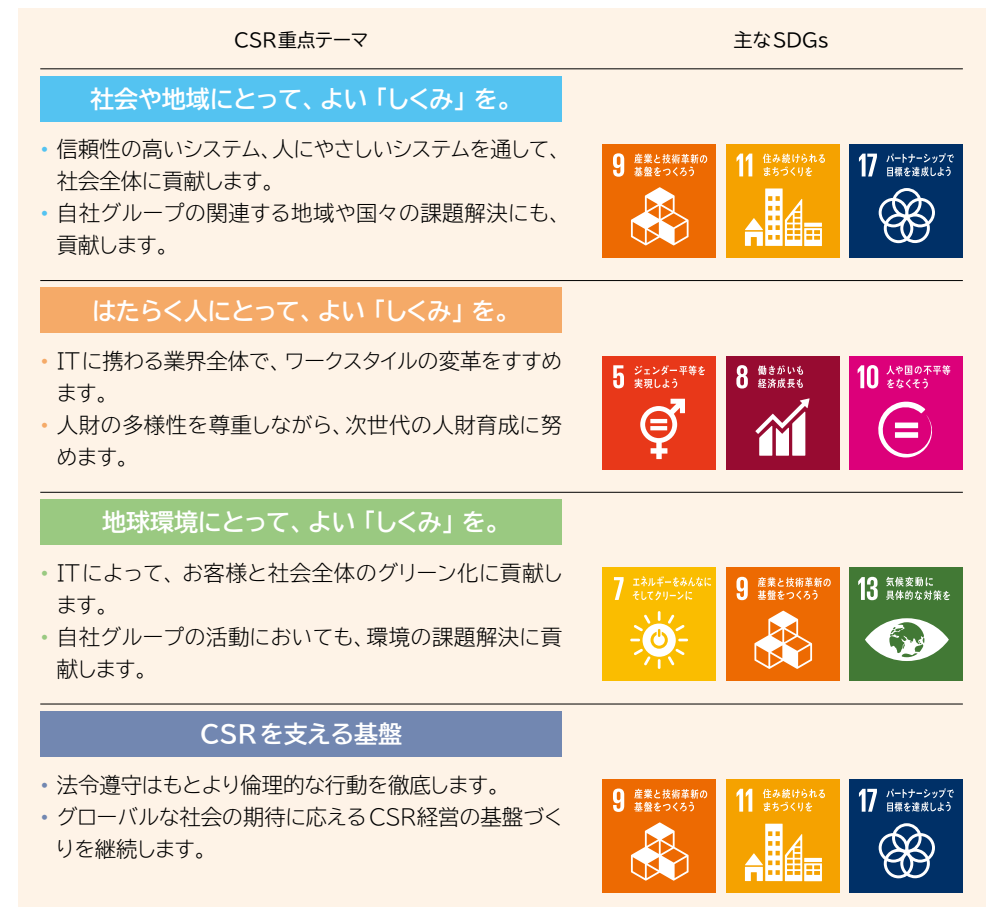 CSR重点テーマ
主なSDGs
社会や地域にとって、よい「しくみ」を。
・信頼性の高いシステム、人にやさしいシステムを通して、
社会全体に貢献します。
・自社グループの関連する地域や国々の課題解決にも、
貢献します。
9 産業と技術革新の
基盤をつくろう
11 住み続けられる
まちづくりを
17 パートナーシップで
目標を達成しよう
はたらく人にとって、よい「しくみ」を。
・ITに携わる業界全体で、ワークスタイルの変革をすすめ
ます。
・人財の多様性を尊重しながら、次世代の人財育成に努
めます。
5 ジェンダー平等を
実現しよう
8 働きがいも
経済成長も
10 人や国の不平等
をなくそう
地球環境にとって、よい「しくみ」を。
・ITによって、お客様と社会全体のグリーン化に貢献し
ます。
・自社グループの活動においても、環境の課題解決に貢
献します。
7 エネルギーをみんなに
そしてクリーンに
9 産業と技術革新の
基盤をつくろう
13 気候変動に
具体的な対策を
CSRを支える基盤
・法令遵守はもとより倫理的な行動を徹底します。
・グローバルな社会の期待に応えるCSR経営の基盤づく
りを継続します。
9 産業と技術革新の
基盤をつくろう
11 住み続けられる
まちづくりを
17 パートナーシップで
目標を達成しよう